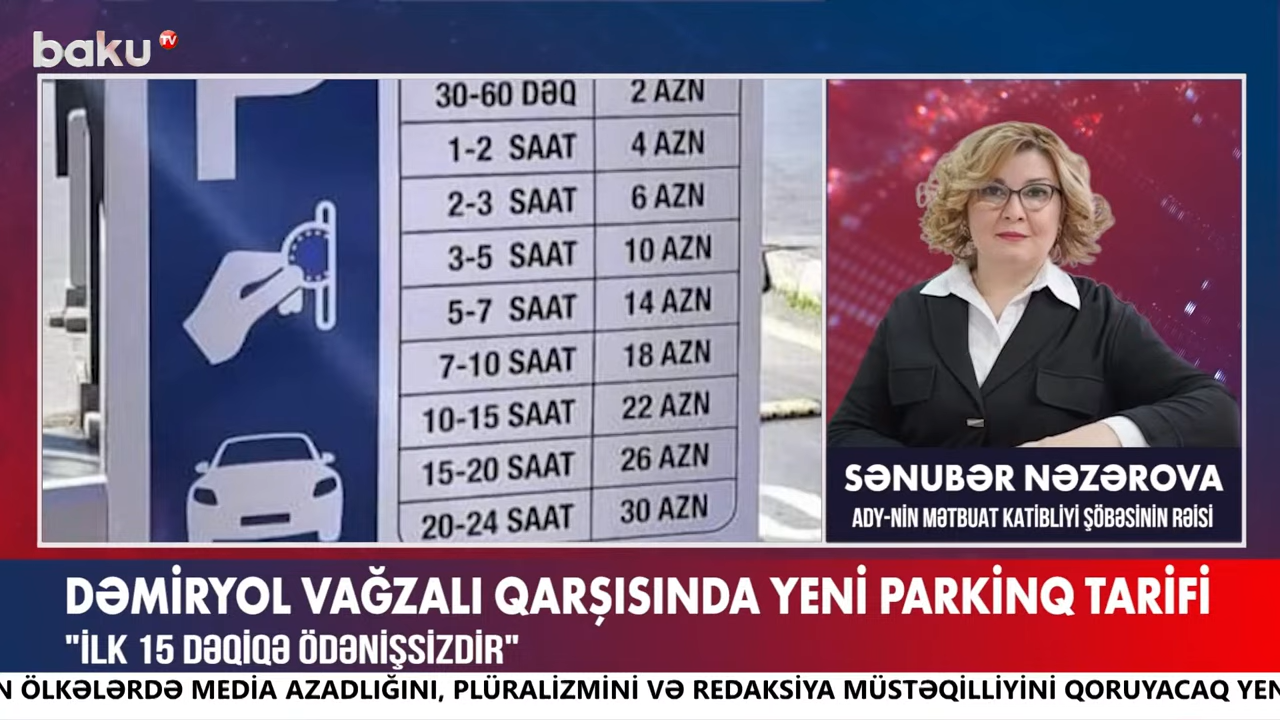 baku TV
P
30-60 DƏQ 2 AZN
1-2 SAAT 4 AZN
2-3 SAAT 6 AZN
3-5 SAAT 10 AZN
5-7 SAAT 14 AZN
7-10 SAAT 18 AZN
10-15 SAAT 22 AZN
15-20 SAAT 26 AZN
20-24 SAAT 30 AZN
SƏNUBƏR NƏZƏROVA
ADY-NİN MƏTBUAT KATİBLİYİ ŞÖBƏSİNİN RƏİSİ
DƏMİRYOL VAĞZALI QARŞISINDA YENİ PARKİNQ TARİFİ
"İLK 15 DƏQİQƏ ÖDƏNİŞSİZDİR"
N ÖLKƏLƏRDƏ MEDIA AZADLIĞINI, PLÜRALİZMİNİ VƏ REDAKSİYA MÜSTƏQİLLİYİNİ QORUYACAQ YEN